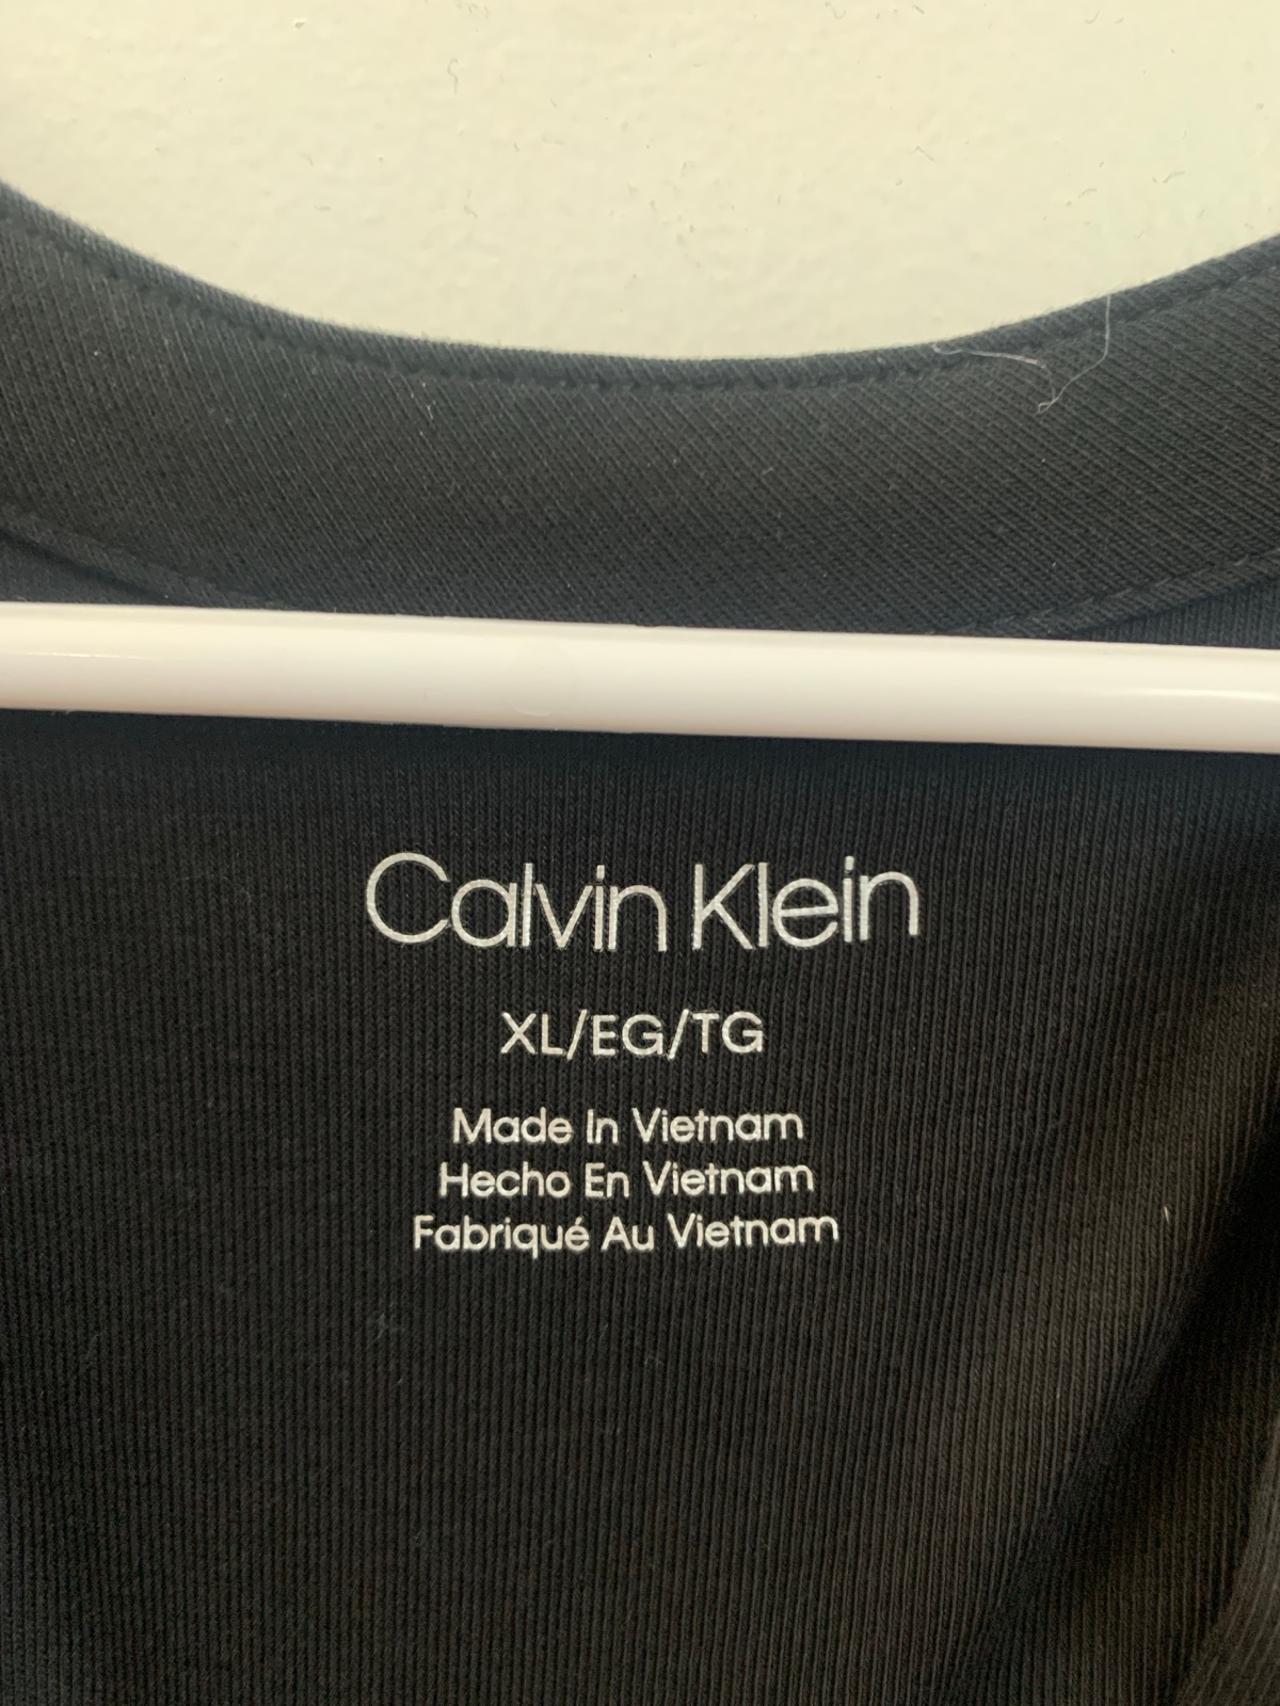 Calvin Klein
XL/EG/TG
Made In Vietnam
Hecho En Vietnam
Fabriqué Au Vietnam